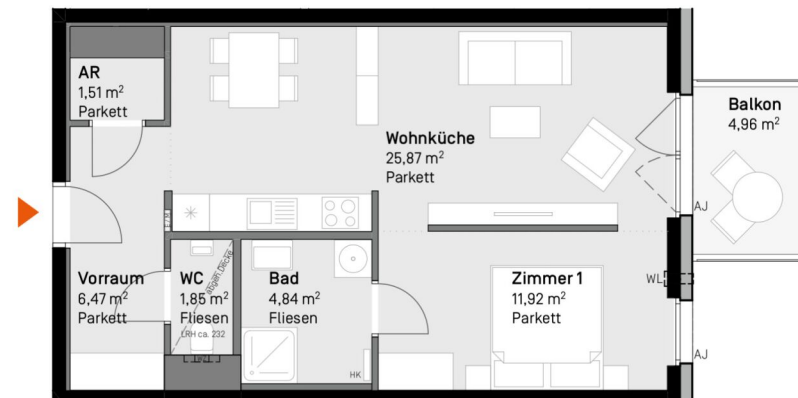 AR
1,51 m²
Parkett
Wohnküche
25,87 m²
Parkett
Balkon
4,96 m²
AJ
Vorraum
6,47 m²
Parkett
WC
1,85 m²
Fliesen
LRH ca. 232
abgeh. Decke
Bad
4,84 m²
Fliesen
HK
Zimmer 1
11,92 m²
Parkett
WL
AJ